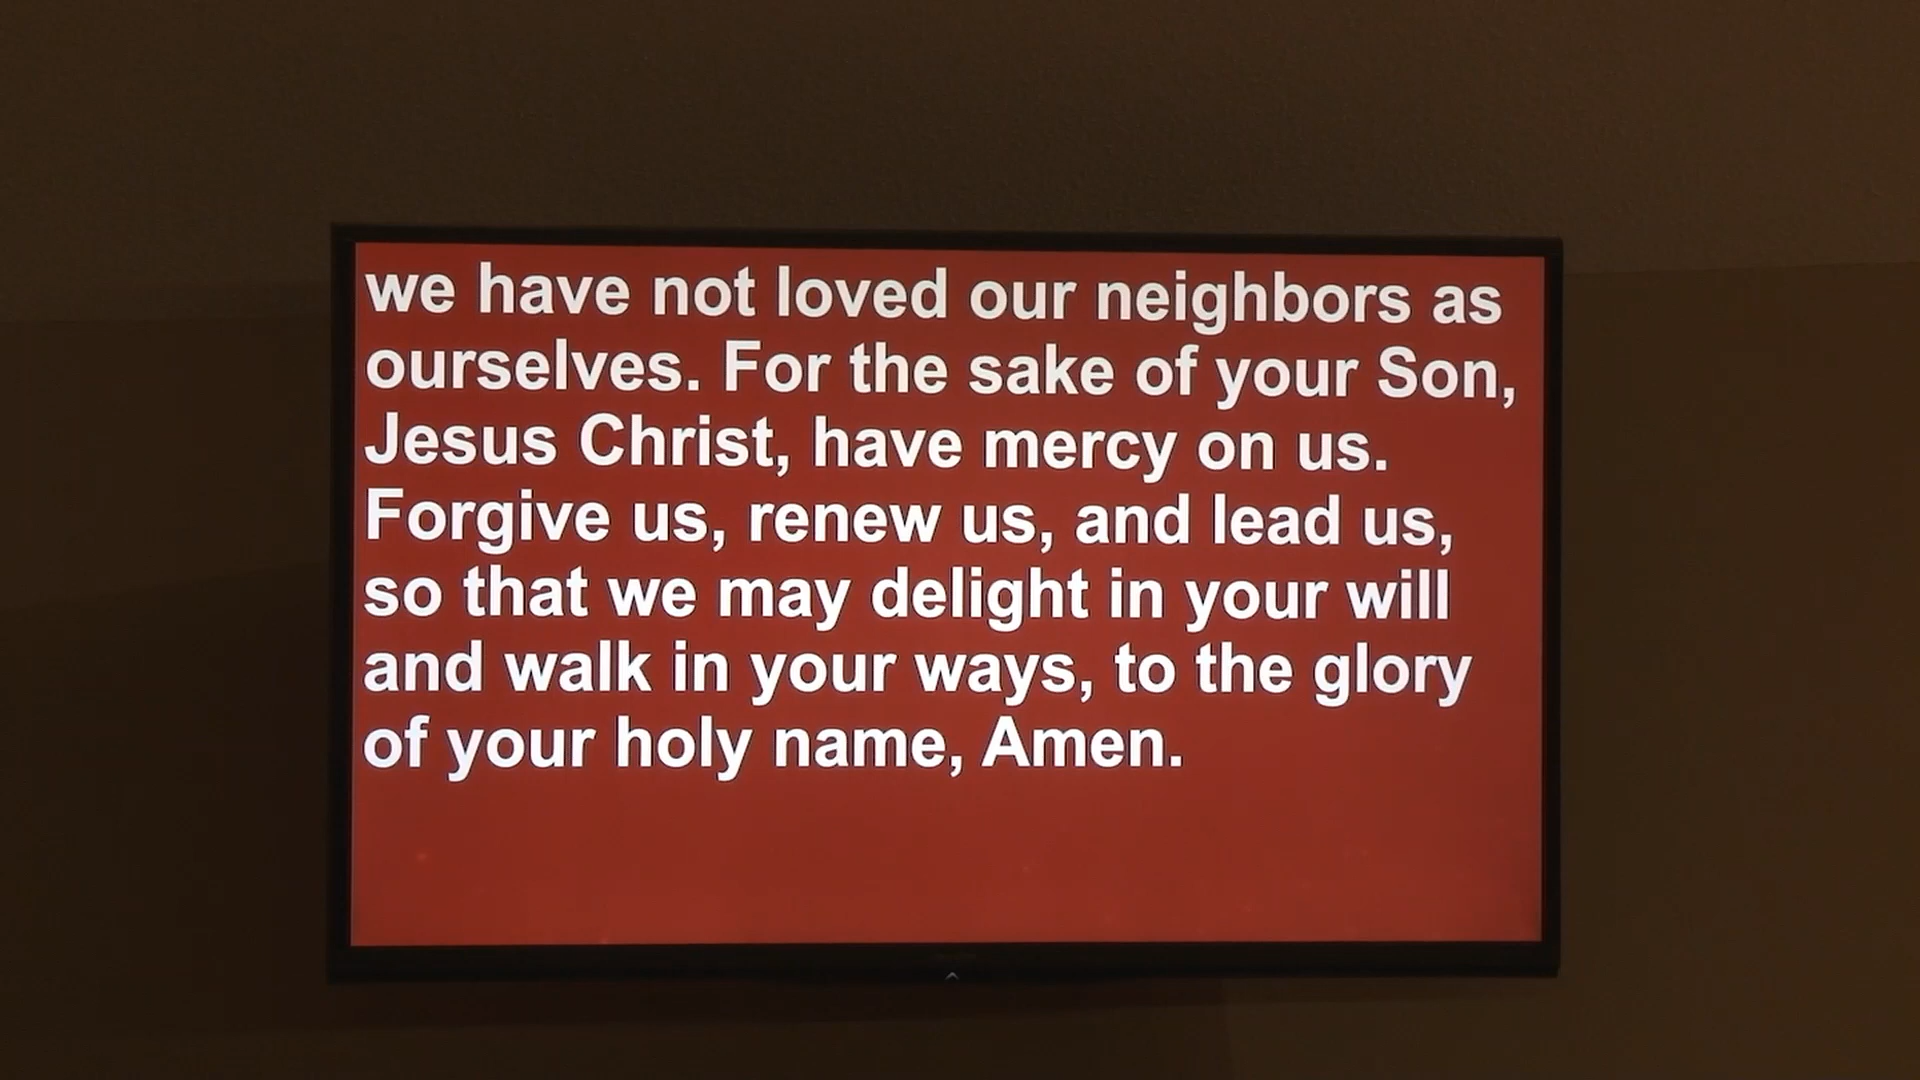 we have not loved our neighbors as
ourselves. For the sake of your Son,
Jesus Christ, have mercy on us.
Forgive us, renew us, and lead us,
so that we may delight in your will
and walk in your ways, to the glory
of your holy name, Amen.